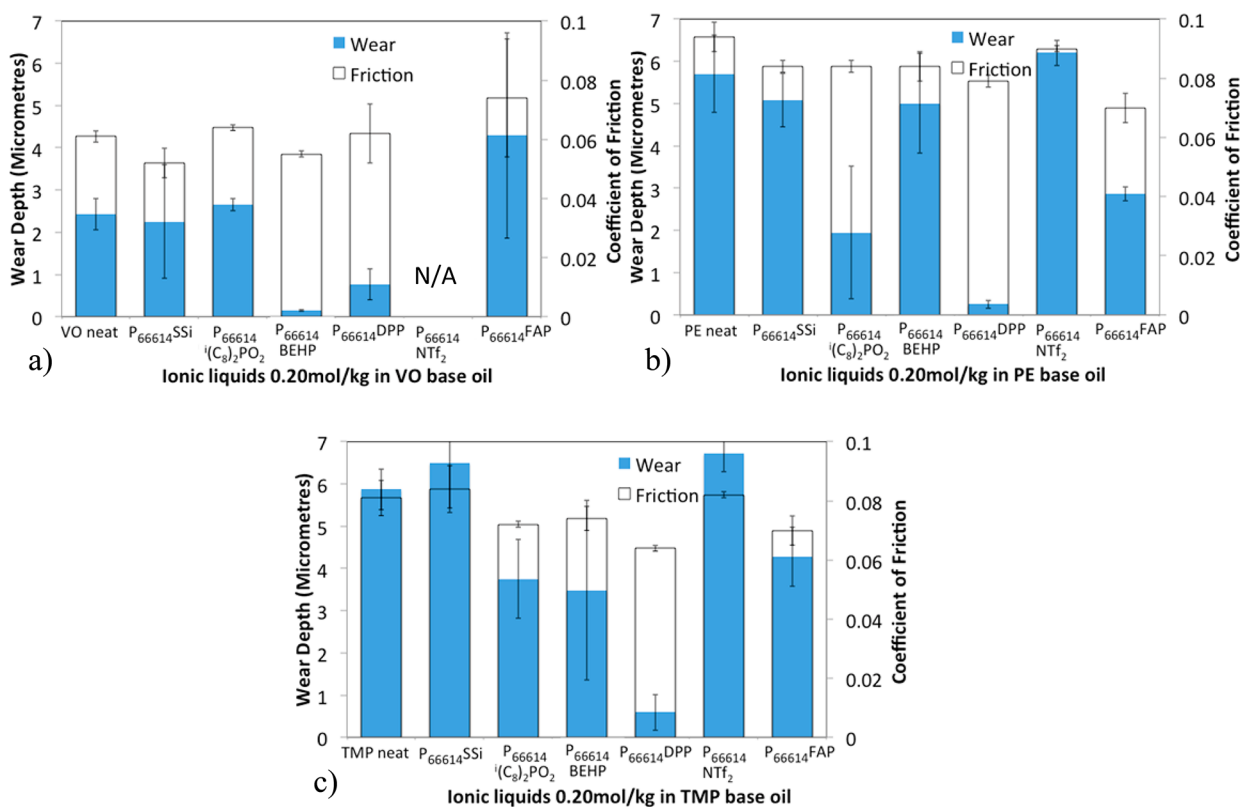 7
6
5
4
3
2
1
0
Wear Depth (Micrometres)
Wear
Friction
N/A
0.1
0.08
0.06
0.04
0.02
0
Coefficient of Friction
VO neat P₆₆₆₁₄SSi P₆₆₆₁₄ P₆₆₆₁₄ P₆₆₆₁₄DPP P₆₆₆₁₄ P₆₆₆₁₄FAP
ⁱ(C₈)₂PO₂ BEHP NTf₂
a)
Ionic liquids 0.20mol/kg in VO base oil
7
6
5
4
3
2
1
0
Wear Depth (Micrometres)
Wear
Friction
0.1
0.08
0.06
0.04
0.02
0
Coefficient of Friction
PE neat P₆₆₆₁₄SSi P₆₆₆₁₄ P₆₆₆₁₄ P₆₆₆₁₄DPP P₆₆₆₁₄ P₆₆₆₁₄FAP
ⁱ(C₈)₂PO₂ BEHP NTf₂
b)
Ionic liquids 0.20mol/kg in PE base oil
7
6
5
4
3
2
1
0
Wear Depth (Micrometres)
Wear
Friction
0.1
0.08
0.06
0.04
0.02
0
Coefficient of Friction
TMP neat P₆₆₆₁₄SSi P₆₆₆₁₄ P₆₆₆₁₄ P₆₆₆₁₄DPP P₆₆₆₁₄ P₆₆₆₁₄FAP
ⁱ(C₈)₂PO₂ BEHP NTf₂
c)
Ionic liquids 0.20mol/kg in TMP base oil